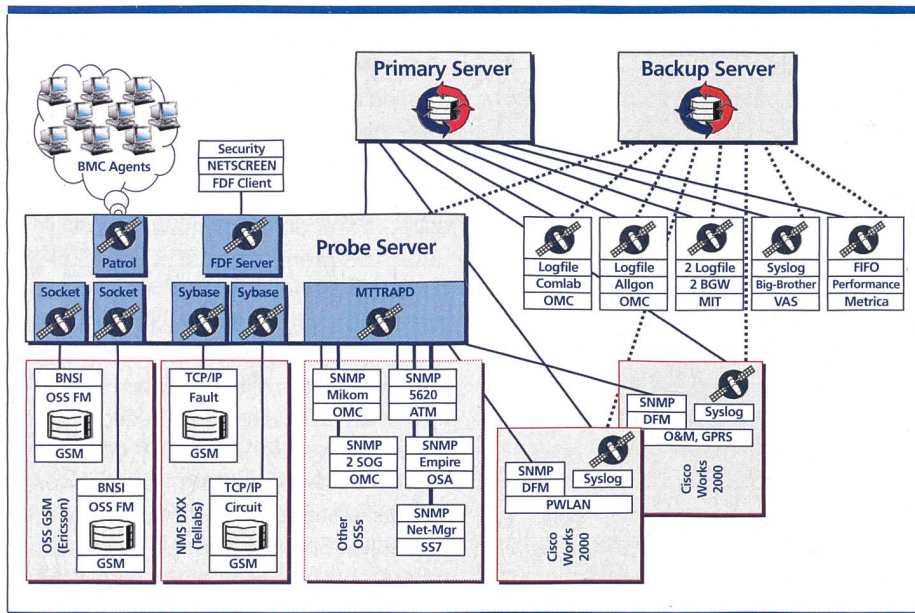 Primary Server
Backup Server
BMC Agents
Security
NETSCREEN
FDF Client
Patrol
FDF Server
Probe Server
Socket
Socket
Sybase
Sybase
MTTRAPD
Logfile
Comlab
OMC
Logfile
Allgon
OMC
2 Logfile
2 BGW
MIT
Syslog
Big-Brother
VAS
FIFO
Performance
Metrica
BNSI
OSS FM
GSM
BNSI
OSS FM
GSM
OSS GSM
(Ericsson)
TCP/IP
Fault
GSM
TCP/IP
Circuit
GSM
NMS DXX
(Tellabs)
SNMP
Mikom
OMC
SNMP
5620
ATM
SNMP
2 SOG
OMC
SNMP
Empire
OSA
SNMP
Net-Mgr
SS7
Other
OSSs
SNMP
DFM
Syslog
PWLAN
Cisco
Works
2000
SNMP
DFM
Syslog
O&M, GPRS
Cisco
Works
2000